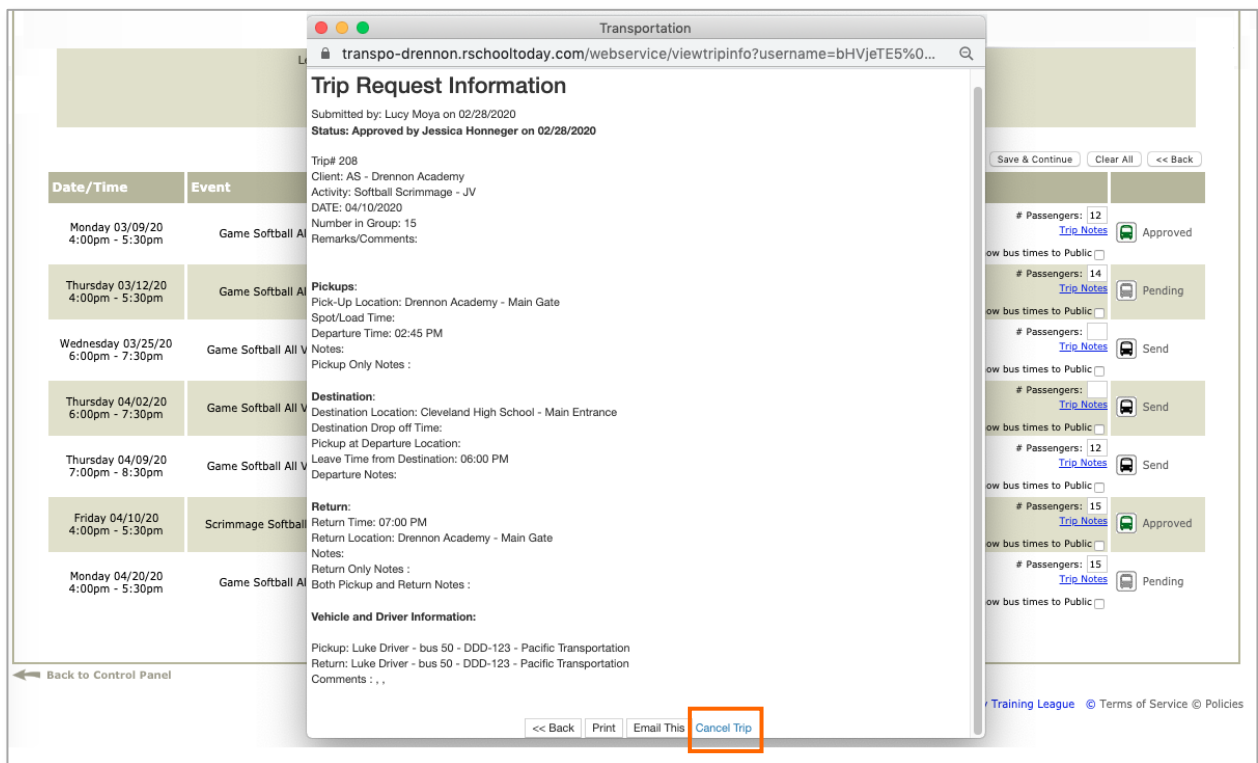 Transportation
transpo-drennon.rschooltoday.com/webservice/viewtripinfo?username=bHVjeTE5%0...
Trip Request Information
Submitted by: Lucy Moya on 02/28/2020
Status: Approved by Jessica Honneger on 02/28/2020
Trip# 208
Client: AS - Drennon Academy
Activity: Softball Scrimmage - JV
DATE: 04/10/2020
Number in Group: 15
Remarks/Comments:
Pickups:
Pick-Up Location: Drennon Academy - Main Gate
Spot/Load Time:
Departure Time: 02:45 PM
Notes:
Pickup Only Notes :
Destination:
Destination Location: Cleveland High School - Main Entrance
Destination Drop off Time:
Pickup at Departure Location:
Leave Time from Destination: 06:00 PM
Departure Notes:
Return:
Return Time: 07:00 PM
Return Location: Drennon Academy - Main Gate
Notes:
Return Only Notes :
Both Pickup and Return Notes :
Vehicle and Driver Information:
Pickup: Luke Driver - bus 50 - DDD-123 - Pacific Transportation
Return: Luke Driver - bus 50 - DDD-123 - Pacific Transportation
Comments : , ,
<< Back Print Email This Cancel Trip
Save & Continue Clear All << Back
Date/Time Event
Monday 03/09/20
4:00pm - 5:30pm
Game Softball Al
# Passengers: 12
Trip Notes
Approved
ow bus times to Public
Thursday 03/12/20
4:00pm - 5:30pm
Game Softball Al
# Passengers: 14
Trip Notes
Pending
ow bus times to Public
Wednesday 03/25/20
6:00pm - 7:30pm
Game Softball All V
# Passengers:
Trip Notes
Send
ow bus times to Public
Thursday 04/02/20
6:00pm - 7:30pm
Game Softball All V
# Passengers:
Trip Notes
Send
ow bus times to Public
Thursday 04/09/20
7:00pm - 8:30pm
Game Softball All V
# Passengers: 12
Trip Notes
Send
ow bus times to Public
Friday 04/10/20
4:00pm - 5:30pm
Scrimmage Softball
# Passengers: 15
Trip Notes
Approved
ow bus times to Public
Monday 04/20/20
4:00pm - 5:30pm
Game Softball Al
# Passengers: 15
Trip Notes
Pending
ow bus times to Public
Back to Control Panel
Training League © Terms of Service © Policies